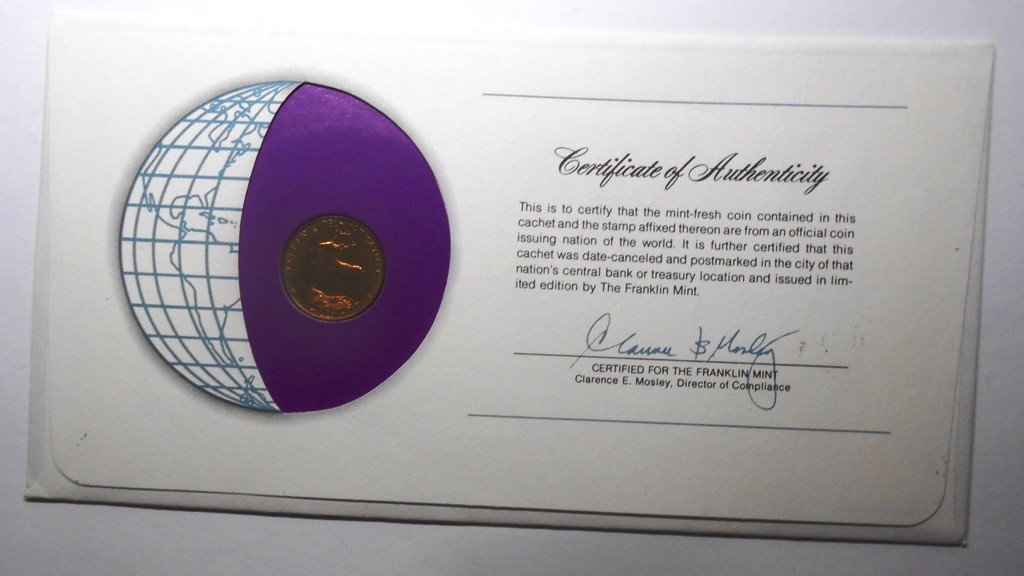 Certificate of Authenticity
This is to certify that the mint-fresh coin contained in this
cachet and the stamp affixed thereon are from an official coin
issuing nation of the world. It is further certified that this
cachet was date-canceled and postmarked in the city of that
nation's central bank or treasury location and issued in lim-
ited edition by The Franklin Mint.
CERTIFIED FOR THE FRANKLIN MINT
Clarence E. Mosley, Director of Compliance